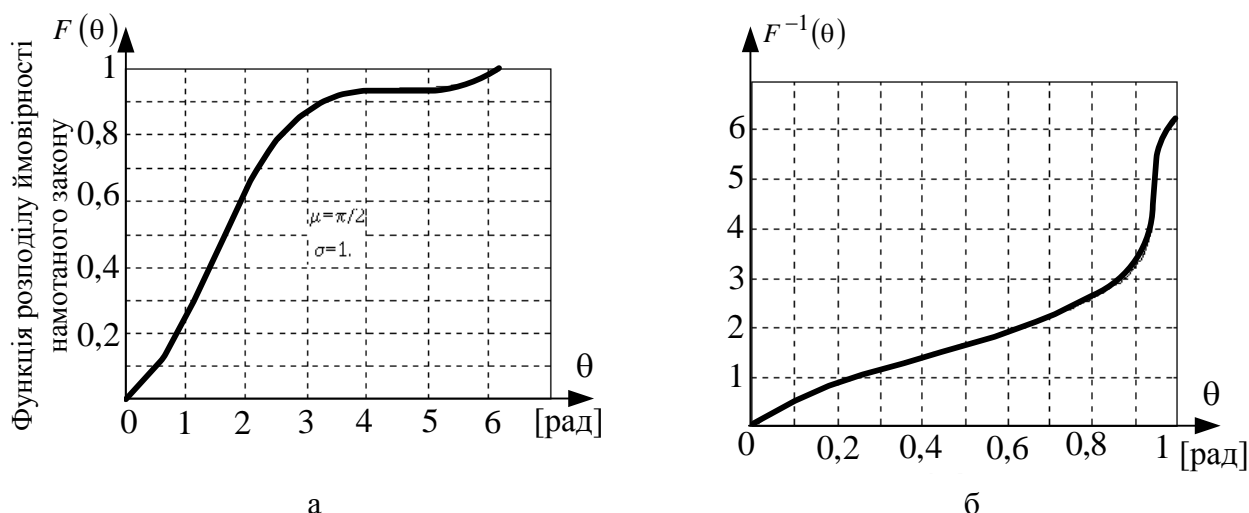 Функція розподілу ймовірності
намотаного закону
F (θ)
1
0,8
0,6
0,4
0,2
μ=π/2
σ=1.
θ
0 1 2 3 4 5 6 [рад]
а
F⁻¹(θ)
6
5
4
3
2
1
θ
0 0,2 0,4 0,6 0,8 1 [рад]
б